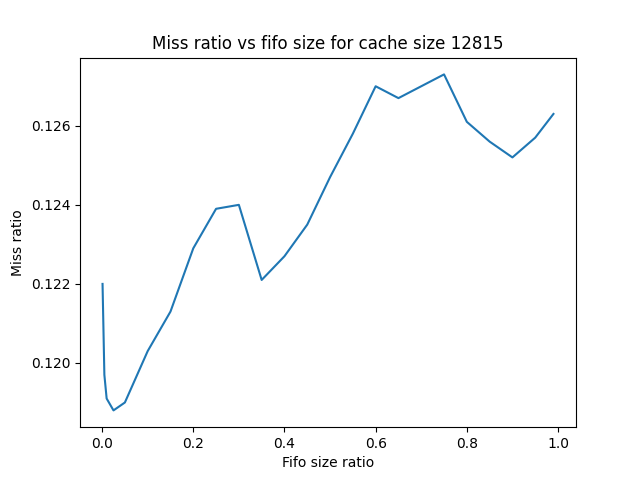 Miss ratio vs fifo size for cache size 12815
0.126
0.124
0.122
0.120
Miss ratio
0.0 0.2 0.4 0.6 0.8 1.0
Fifo size ratio